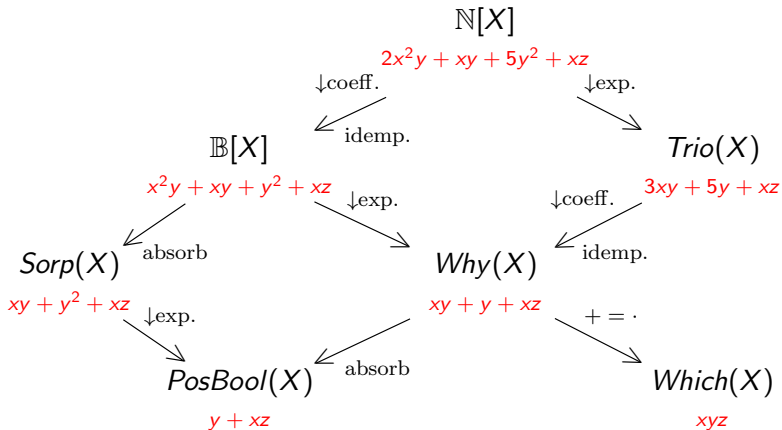 ℕ[X]
2x²y + xy + 5y² + xz
↓coeff. ↓exp.
idemp.
𝔹[X] Trio(X)
x²y + xy + y² + xz 3xy + 5y + xz
↓exp. ↓coeff.
absorb idemp.
Sorp(X) Why(X)
xy + y² + xz xy + y + xz
↓exp. + = ·
absorb
PosBool(X) Which(X)
y + xz xyz